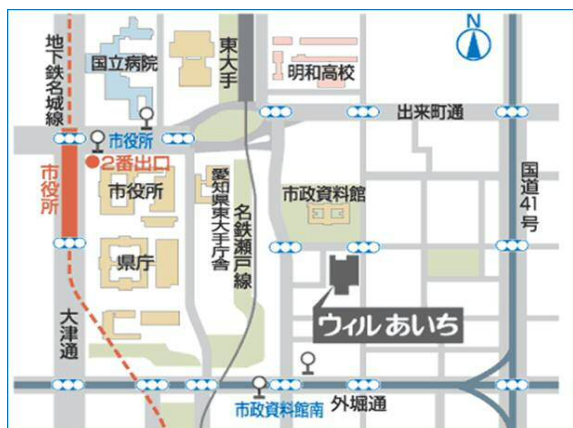 N
地下鉄名城線
国立病院
東大手
明和高校
出来町通
市役所
2番出口
市役所
市役所
愛知県東大手庁舎
名鉄瀬戸線
市政資料館
国道41号
県庁
ウィルあいち
大津通
市政資料館南
外堀通